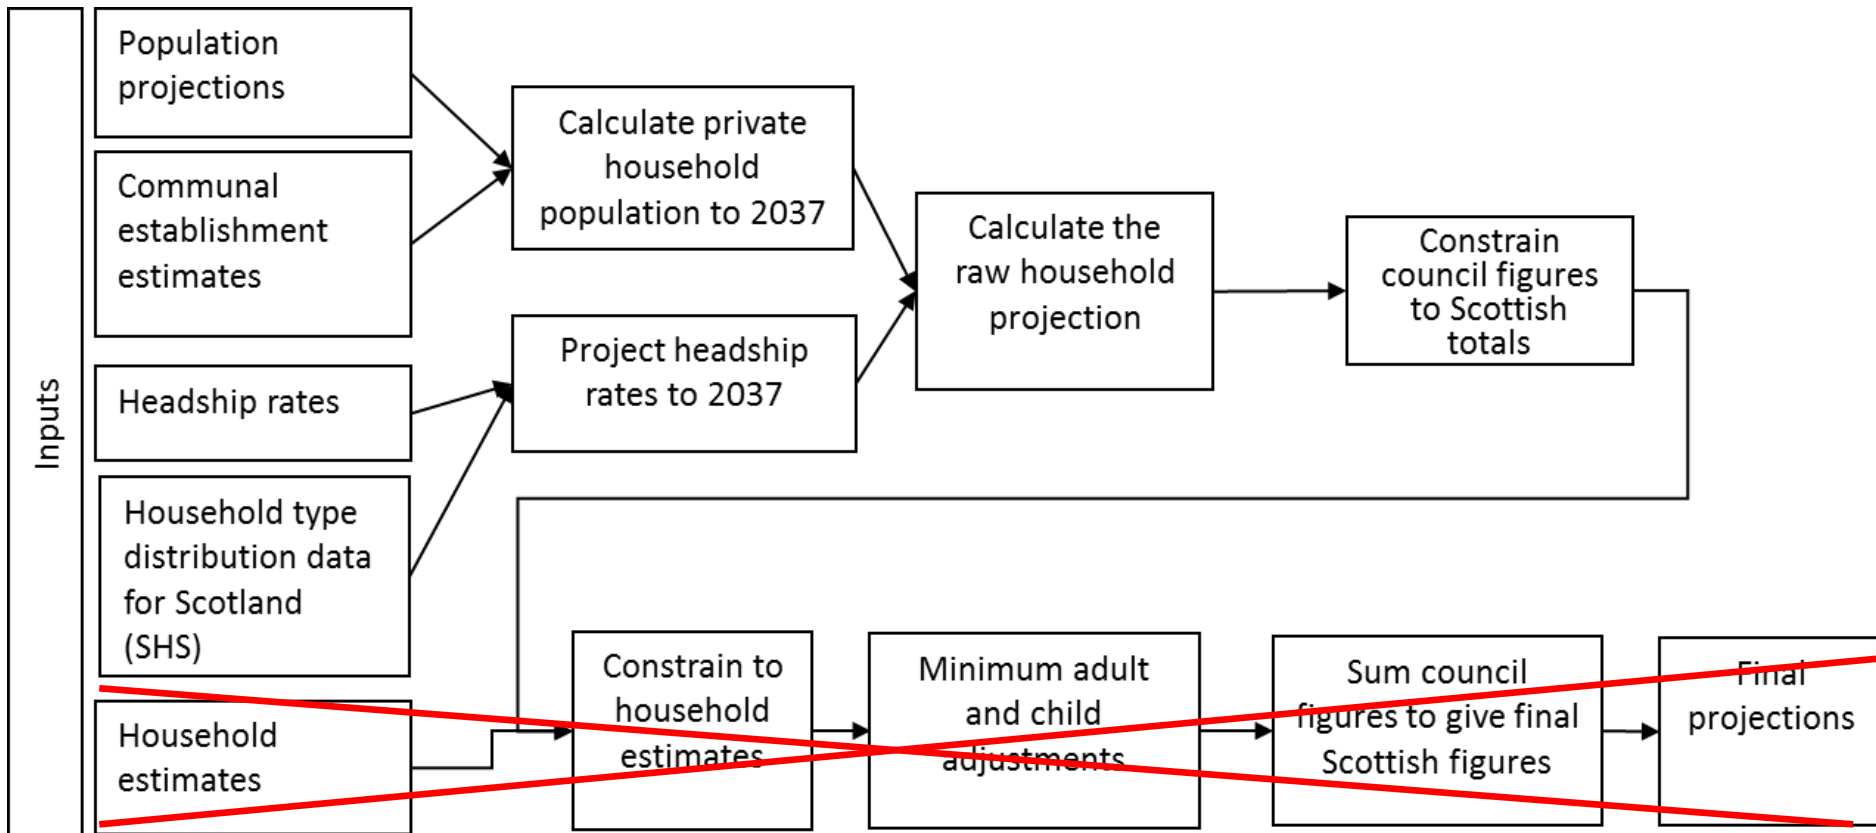 Inputs
Population
projections
Communal
establishment
estimates
Headship rates
Household type
distribution data
for Scotland
(SHS)
Household
estimates
Calculate private
household
population to 2037
Project headship
rates to 2037
Calculate the
raw household
projection
Constrain
council figures
to Scottish
totals
Constrain to
household
estimates
Minimum adult
and child
adjustments
Sum council
figures to give final
Scottish figures
Final
projections